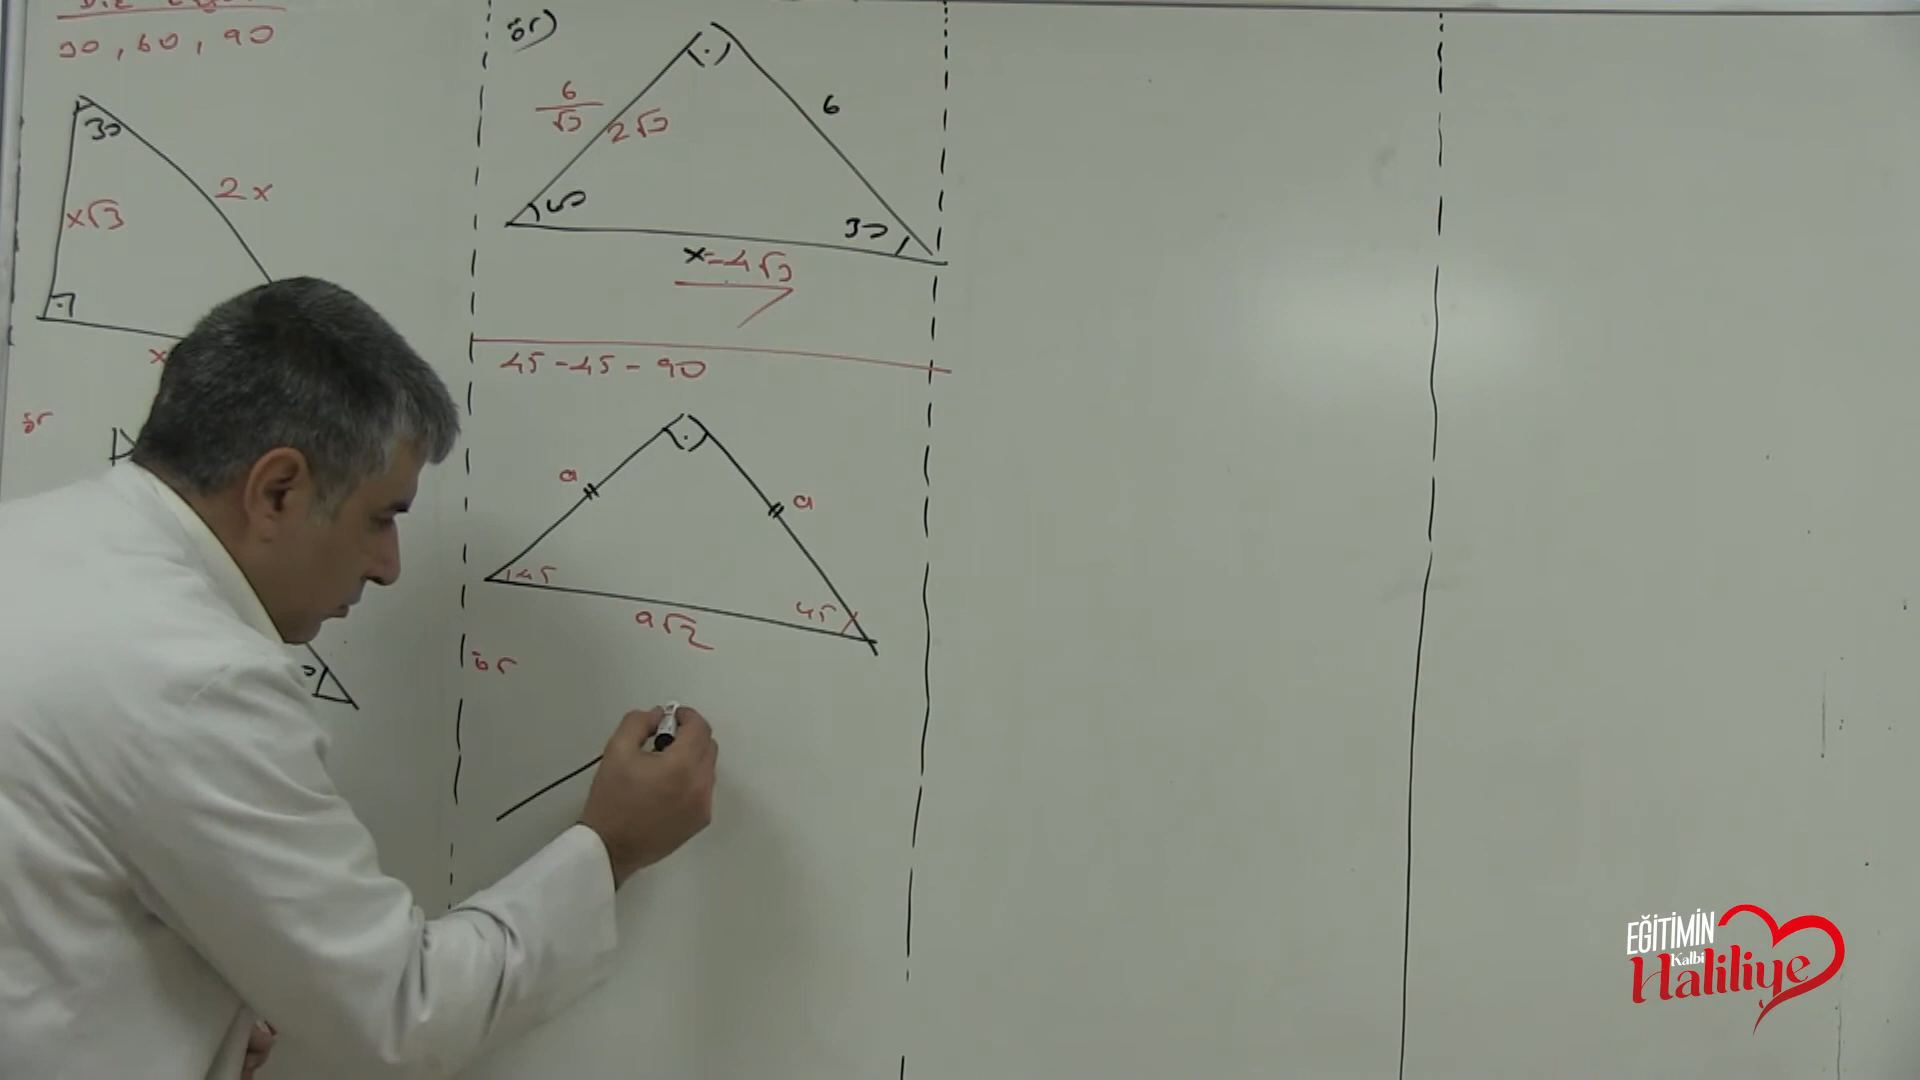 30, 60, 90
30
x√3
2x
x
ör
ör)
6/√3
2√3
6
60
30
x=4√3
45-45-90
a
a
45
45
a√2
ör
EĞİTİMİN
Kalbi
Haliliye